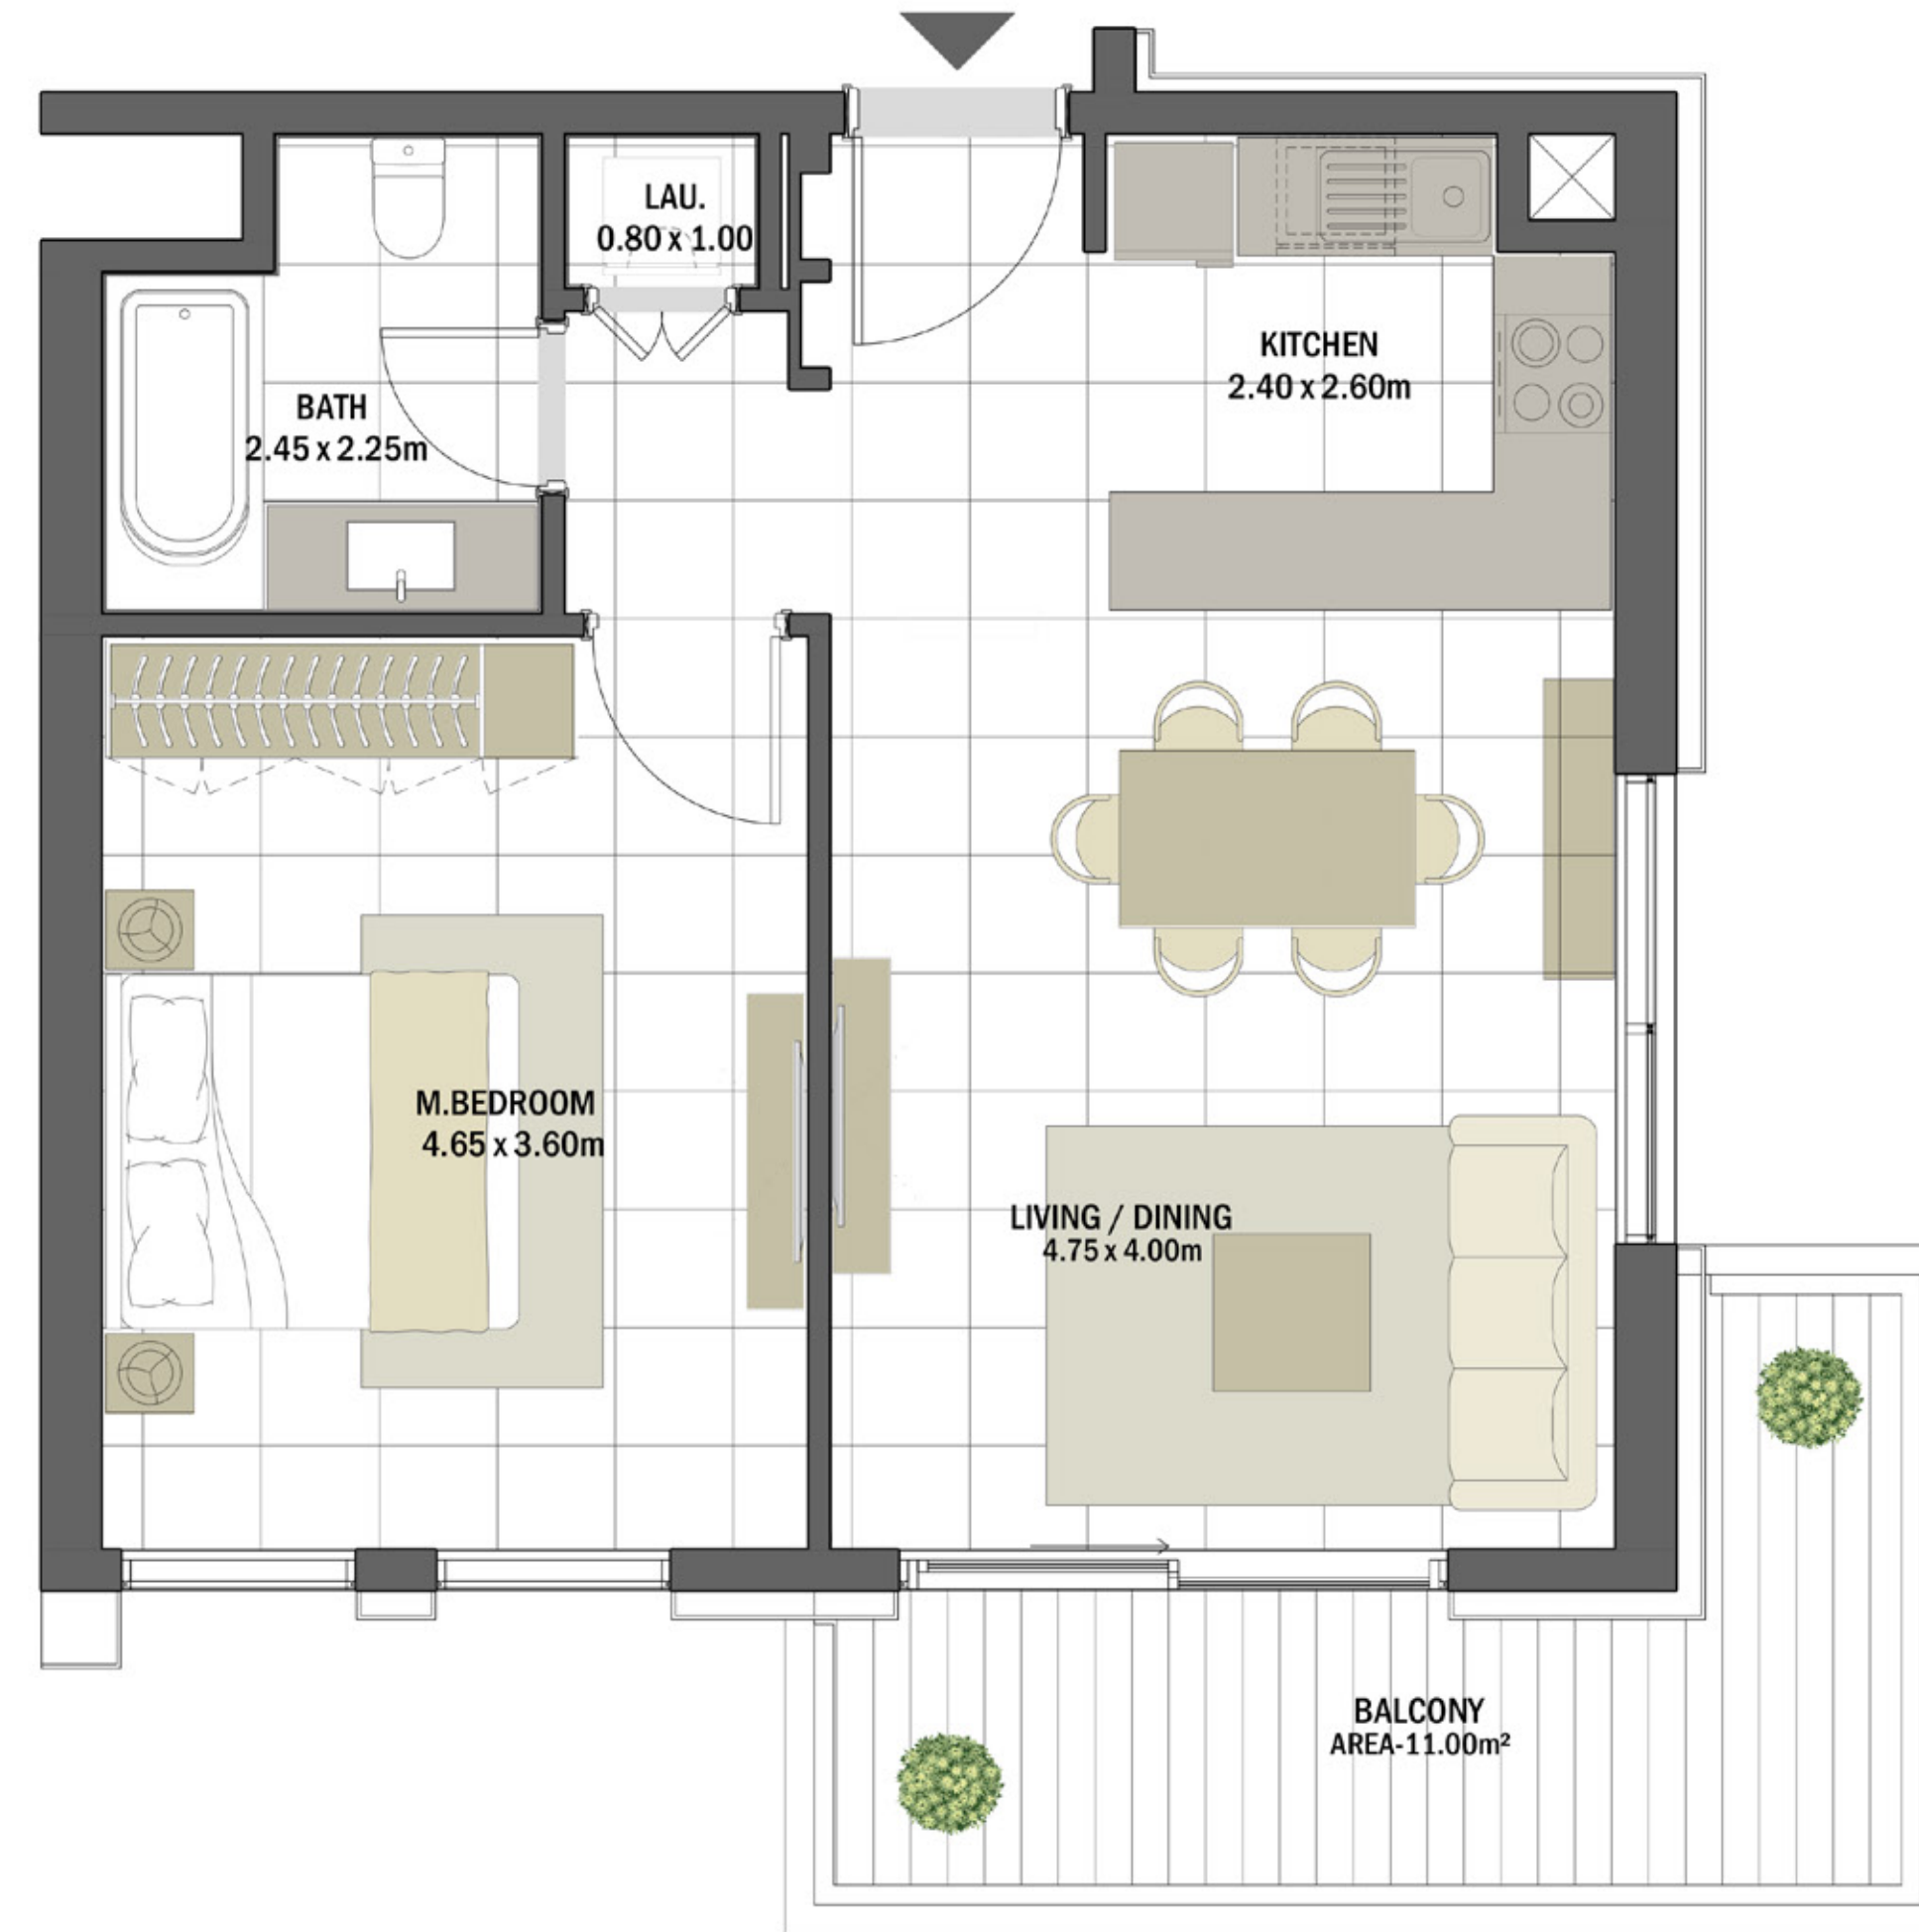 LAU.
0.80 x 1.00
KITCHEN
2.40 x 2.60m
BATH
2.45 x 2.25m
M.BEDROOM
4.65 x 3.60m
LIVING / DINING
4.75 x 4.00m
BALCONY
AREA-11.00m²